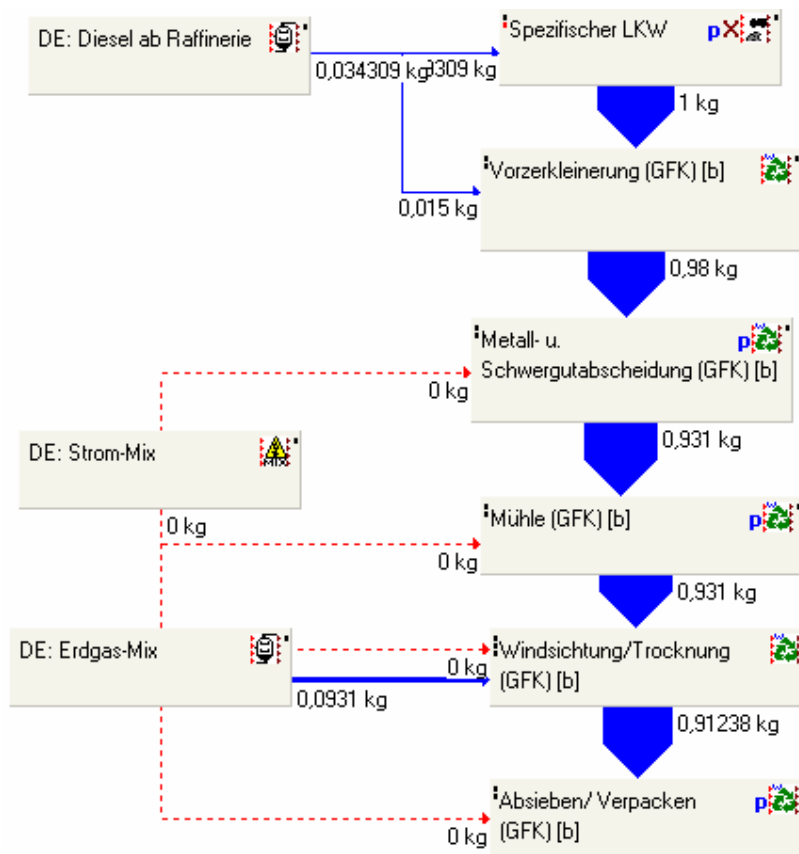 DE: Diesel ab Raffinerie
0,034309 kg
9309 kg
Spezifischer LKW
p
1 kg
Vorzerkleinerung (GFK) [b]
0,015 kg
0,98 kg
Metall- u.
Schwergutabscheidung (GFK) [b]
p
0 kg
0,931 kg
DE: Strom-Mix
MIX
0 kg
Mühle (GFK) [b]
p
0 kg
0,931 kg
DE: Erdgas-Mix
Windsichtung/Trocknung
(GFK) [b]
0 kg
0,0931 kg
0,91238 kg
Absieben/ Verpacken
(GFK) [b]
p
0 kg